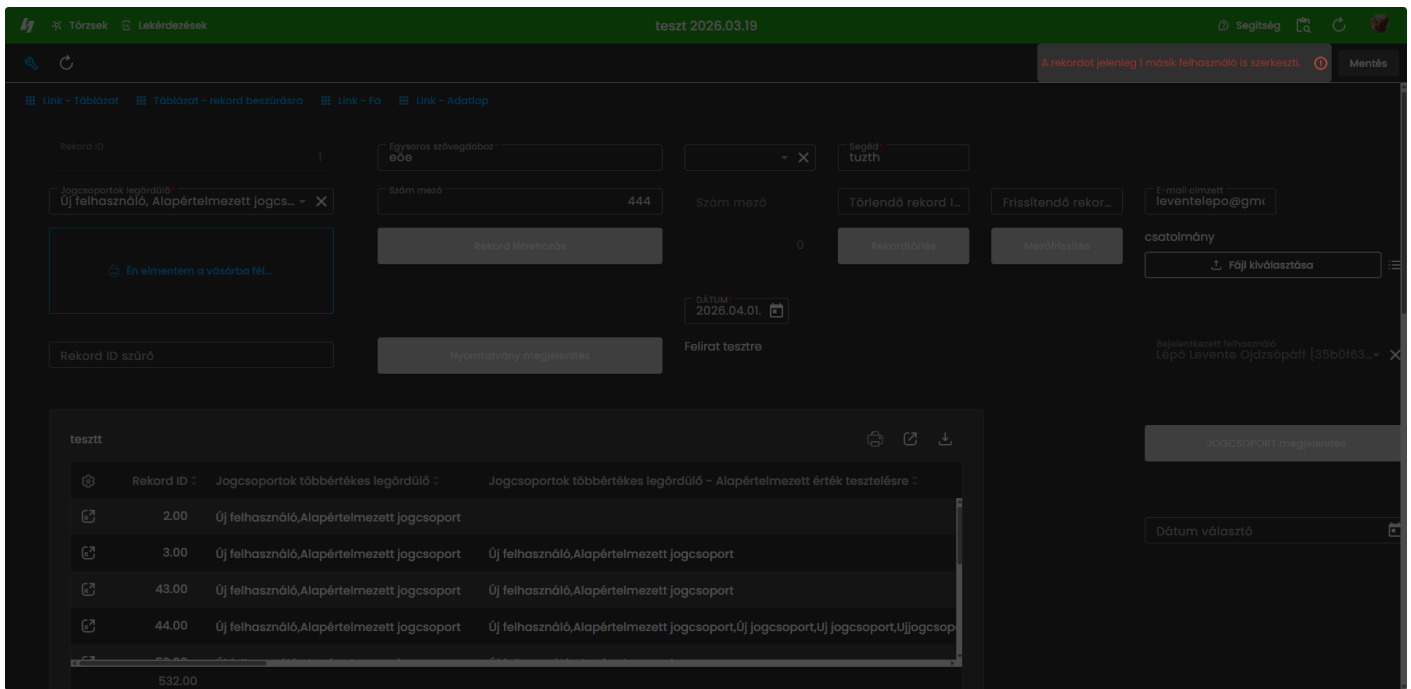 Törzsek Lekérdezések teszt 2026.03.19 Segítség
A rekordot jelenleg 1 másik felhasználó is szerkeszti. Mentés
Link - Táblázat Táblázat - rekord beszúrásra Link - Fa Link - Adatlap
Rekord ID Egysoros szövegdoboz* Segéd*
1 eőe tuzth
Jogcsoportok legördülő* Szám mező E-mail címzett
Új felhasználó, Alapértelmezett jogcs... 444 Szám mező Törlendő rekord I... Frissítendő rekor... leventelepo@gm
Rekord létrehozás 0 Rekordtörlés Mezőfrissítés csatolmány
Én elmentem a vásárba fél... Fájl kiválasztása
DÁTUM*
2026.04.01.
Rekord ID szűrő Nyomtatvány megjelenítés Felirat tesztre Bejelentkezett felhasználó
Lépő Levente Ojdzsöpáff [35b0f63...
tesztt JOGCSOPORT megjelenítés
Rekord ID Jogcsoportok többértékes legördülő Jogcsoportok többértékes legördülő - Alapértelmezett érték tesztelésre
2.00 Új felhasználó,Alapértelmezett jogcsoport
Dátum választó
3.00 Új felhasználó,Alapértelmezett jogcsoport Új felhasználó,Alapértelmezett jogcsoport
43.00 Új felhasználó,Alapértelmezett jogcsoport Új felhasználó,Alapértelmezett jogcsoport
44.00 Új felhasználó,Alapértelmezett jogcsoport Új felhasználó,Alapértelmezett jogcsoport,Új jogcsoport,Uj jogcsoport,Ujjogcsop
532.00